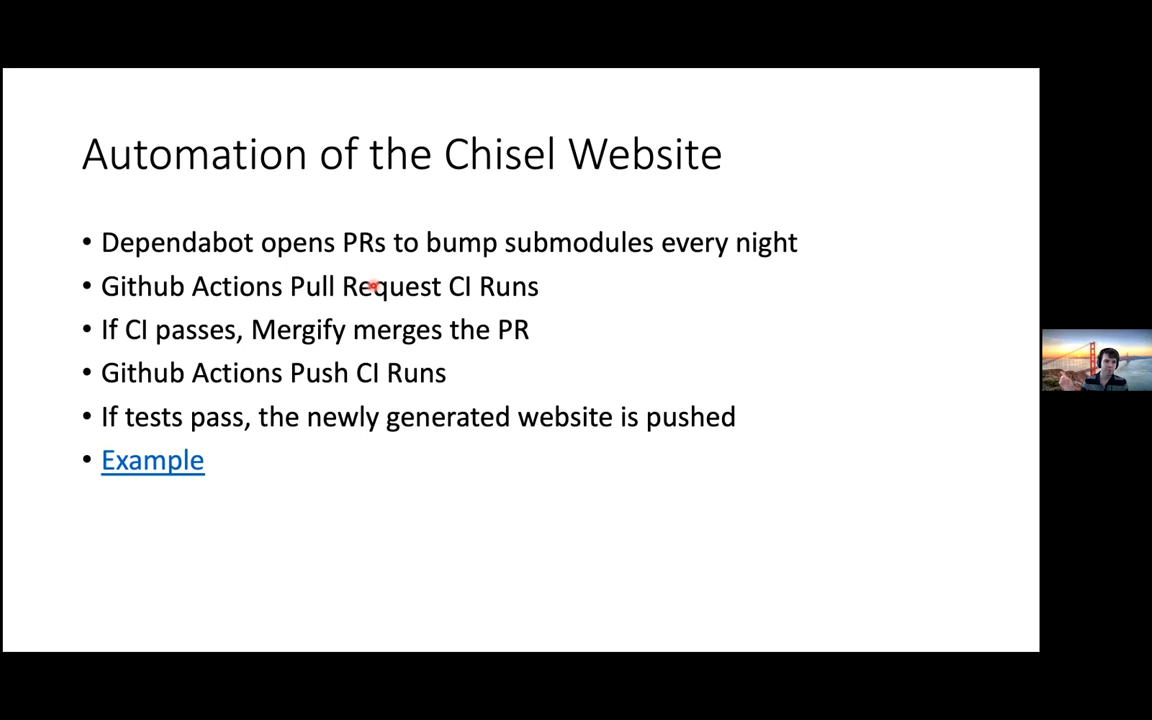 Automation of the Chisel Website
• Dependabot opens PRs to bump submodules every night
• Github Actions Pull Request CI Runs
• If CI passes, Mergify merges the PR
• Github Actions Push CI Runs
• If tests pass, the newly generated website is pushed
• Example